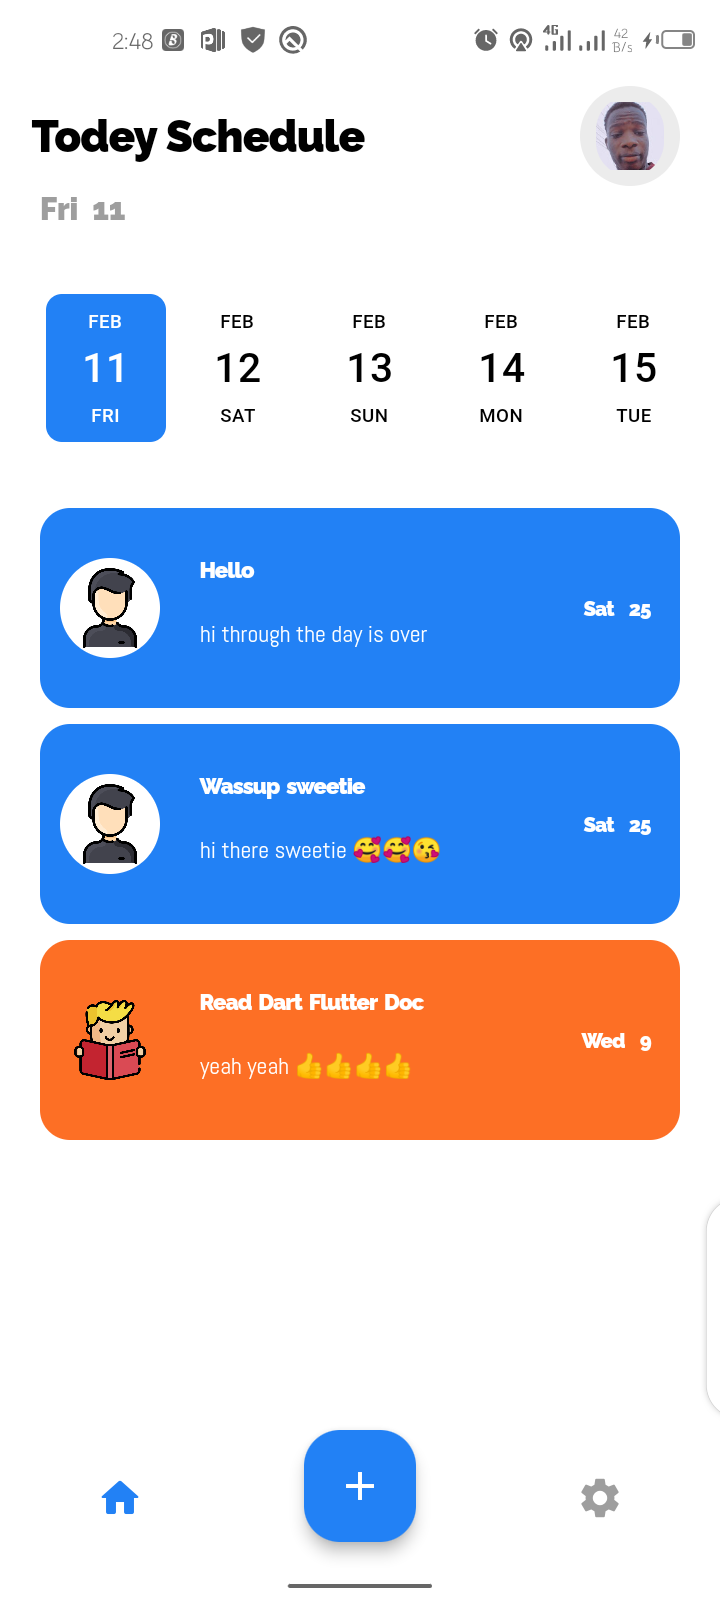 2:48
4G
42
B/s
Todey Schedule
Fri 11
FEB FEB FEB FEB FEB
11 12 13 14 15
FRI SAT SUN MON TUE
Hello
hi through the day is over
Sat 25
Wassup sweetie
hi there sweetie 🥰🥰😘
Sat 25
Read Dart Flutter Doc
yeah yeah 👍👍👍👍
Wed 9